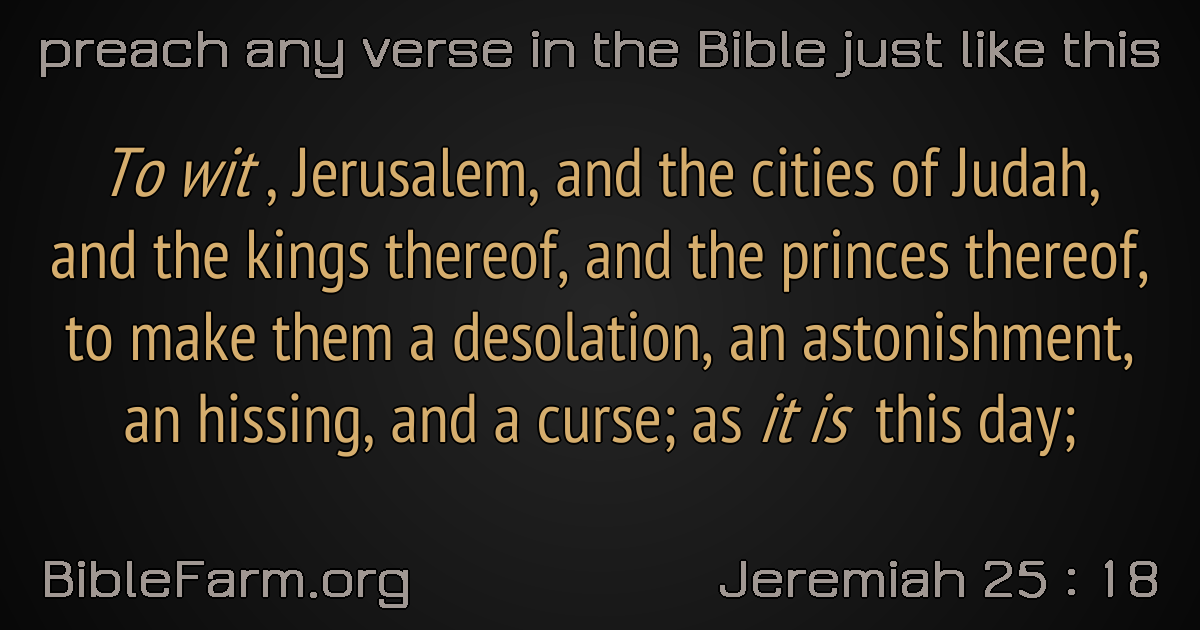 preach any verse in the Bible just like this
To wit , Jerusalem, and the cities of Judah,
and the kings thereof, and the princes thereof,
to make them a desolation, an astonishment,
an hissing, and a curse; as it is this day;
BibleFarm.org
Jeremiah 25 : 18